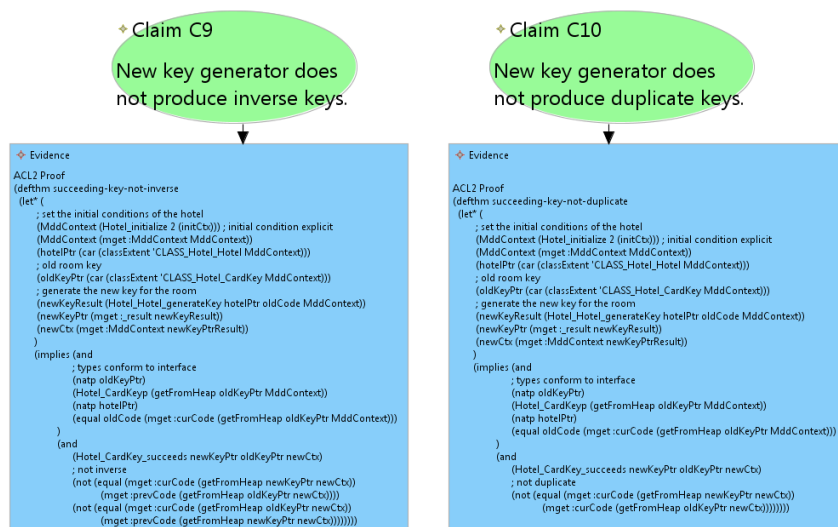 Claim C9
New key generator does
not produce inverse keys.
Evidence
ACL2 Proof
(defthm succeeding-key-not-inverse
(let* (
; set the initial conditions of the hotel
(MddContext (Hotel_initialize 2 (initCtx))) ; initial condition explicit
(MddContext (mget :MddContext MddContext))
(hotelPtr (car (classExtent 'CLASS_Hotel_Hotel MddContext)))
; old room key
(oldKeyPtr (car (classExtent 'CLASS_Hotel_CardKey MddContext)))
; generate the new key for the room
(newKeyResult (Hotel_Hotel_generateKey hotelPtr oldCode MddContext))
(newKeyPtr (mget :_result newKeyResult))
(newCtx (mget :MddContext newKeyPtrResult))
)
(implies (and
; types conform to interface
(natp oldKeyPtr)
(Hotel_CardKeyp (getFromHeap oldKeyPtr MddContext))
(natp hotelPtr)
(equal oldCode (mget :curCode (getFromHeap oldKeyPtr MddContext)))
)
(and
(Hotel_CardKey_succeeds newKeyPtr oldKeyPtr newCtx)
; not inverse
(not (equal (mget :curCode (getFromHeap newKeyPtr newCtx))
(mget :prevCode (getFromHeap oldKeyPtr newCtx))))
(not (equal (mget :curCode (getFromHeap oldKeyPtr newCtx))
(mget :prevCode (getFromHeap newKeyPtr newCtx))))))))
Claim C10
New key generator does
not produce duplicate keys.
Evidence
ACL2 Proof
(defthm succeeding-key-not-duplicate
(let* (
; set the initial conditions of the hotel
(MddContext (Hotel_initialize 2 (initCtx))) ; initial condition explicit
(MddContext (mget :MddContext MddContext))
(hotelPtr (car (classExtent 'CLASS_Hotel_Hotel MddContext)))
; old room key
(oldKeyPtr (car (classExtent 'CLASS_Hotel_CardKey MddContext)))
; generate the new key for the room
(newKeyResult (Hotel_Hotel_generateKey hotelPtr oldCode MddContext))
(newKeyPtr (mget :_result newKeyResult))
(newCtx (mget :MddContext newKeyPtrResult))
)
(implies (and
; types conform to interface
(natp oldKeyPtr)
(Hotel_CardKeyp (getFromHeap oldKeyPtr MddContext))
(natp hotelPtr)
(equal oldCode (mget :curCode (getFromHeap oldKeyPtr MddContext)))
)
(and
(Hotel_CardKey_succeeds newKeyPtr oldKeyPtr newCtx)
; not duplicate
(not (equal (mget :curCode (getFromHeap newKeyPtr newCtx))
(mget :curCode (getFromHeap oldKeyPtr newCtx))))))))